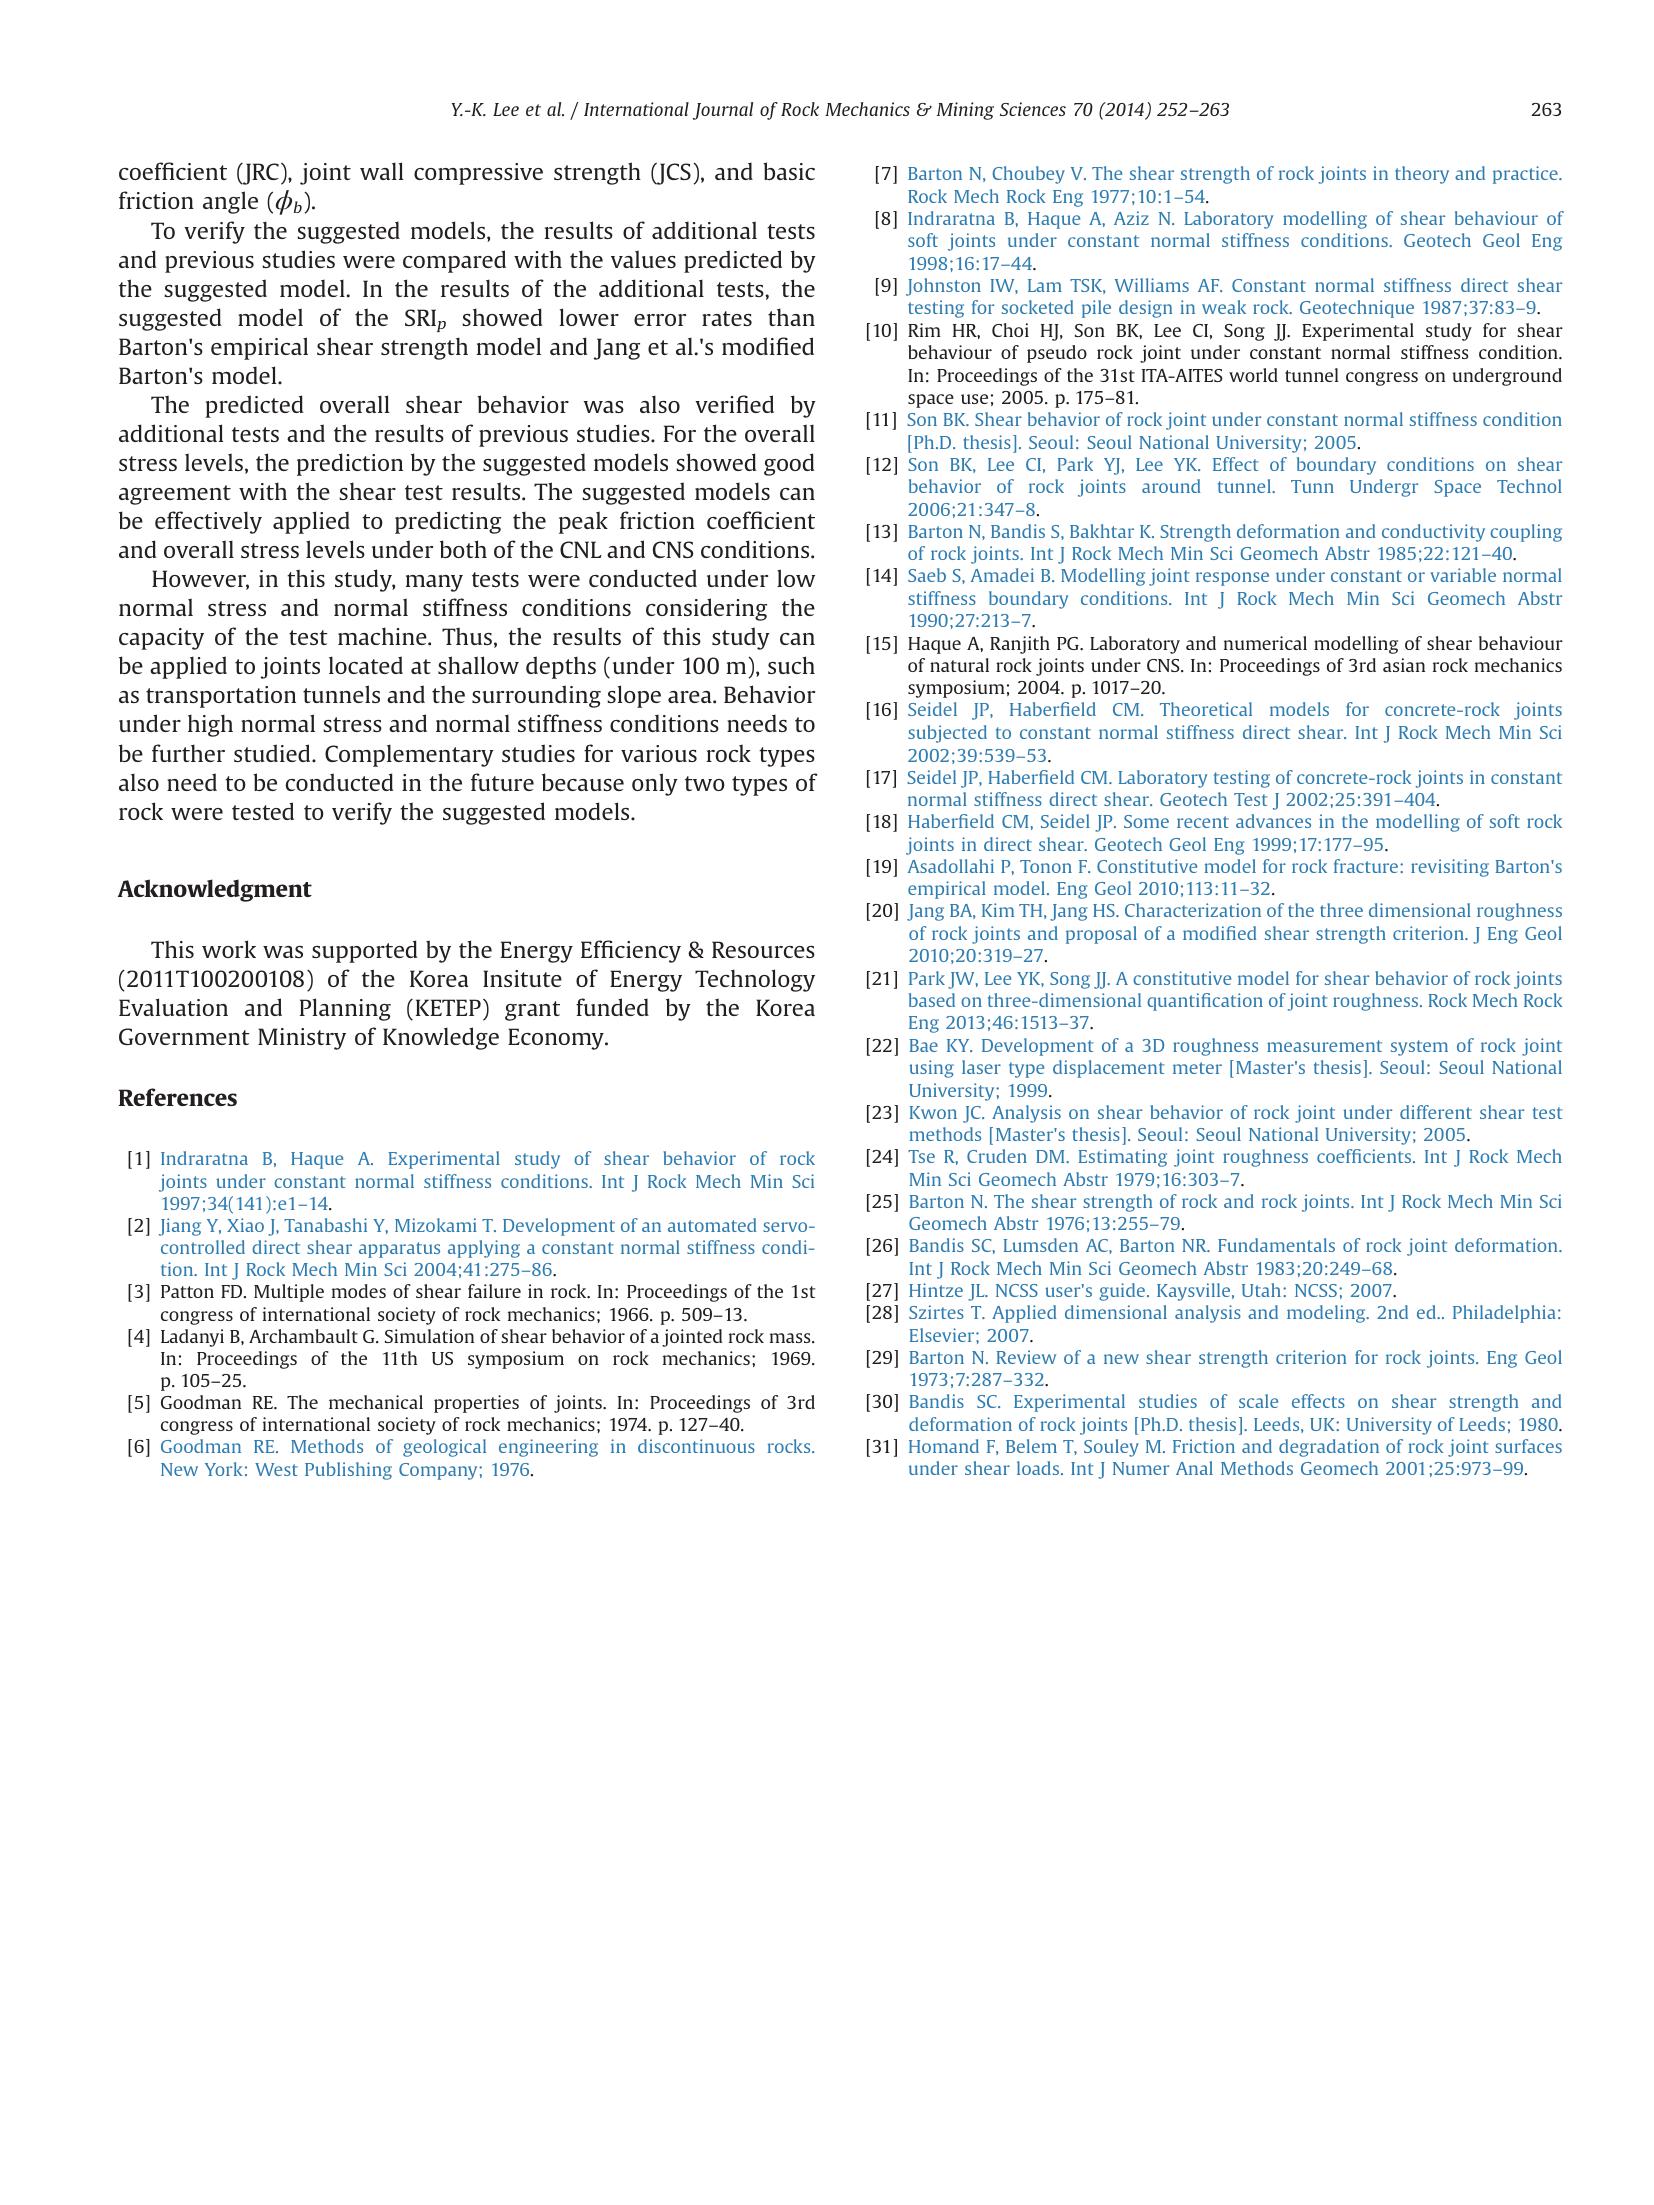 Y.-K. Lee et al. / International Journal of Rock Mechanics & Mining Sciences 70 (2014) 252–263
263
coefficient (JRC), joint wall compressive strength (JCS), and basic
friction angle (ϕb).
To verify the suggested models, the results of additional tests
and previous studies were compared with the values predicted by
the suggested model. In the results of the additional tests, the
suggested model of the SRIp showed lower error rates than
Barton's empirical shear strength model and Jang et al.'s modified
Barton's model.
The predicted overall shear behavior was also verified by
additional tests and the results of previous studies. For the overall
stress levels, the prediction by the suggested models showed good
agreement with the shear test results. The suggested models can
be effectively applied to predicting the peak friction coefficient
and overall stress levels under both of the CNL and CNS conditions.
However, in this study, many tests were conducted under low
normal stress and normal stiffness conditions considering the
capacity of the test machine. Thus, the results of this study can
be applied to joints located at shallow depths (under 100 m), such
as transportation tunnels and the surrounding slope area. Behavior
under high normal stress and normal stiffness conditions needs to
be further studied. Complementary studies for various rock types
also need to be conducted in the future because only two types of
rock were tested to verify the suggested models.
Acknowledgment
This work was supported by the Energy Efficiency & Resources
(2011T100200108) of the Korea Insitute of Energy Technology
Evaluation and Planning (KETEP) grant funded by the Korea
Government Ministry of Knowledge Economy.
References
[1] Indraratna B, Haque A. Experimental study of shear behavior of rock
joints under constant normal stiffness conditions. Int J Rock Mech Min Sci
1997;34(141):e1–14.
[2] Jiang Y, Xiao J, Tanabashi Y, Mizokami T. Development of an automated servo-
controlled direct shear apparatus applying a constant normal stiffness condi-
tion. Int J Rock Mech Min Sci 2004;41:275–86.
[3] Patton FD. Multiple modes of shear failure in rock. In: Proceedings of the 1st
congress of international society of rock mechanics; 1966. p. 509–13.
[4] Ladanyi B, Archambault G. Simulation of shear behavior of a jointed rock mass.
In: Proceedings of the 11th US symposium on rock mechanics; 1969.
p. 105–25.
[5] Goodman RE. The mechanical properties of joints. In: Proceedings of 3rd
congress of international society of rock mechanics; 1974. p. 127–40.
[6] Goodman RE. Methods of geological engineering in discontinuous rocks.
New York: West Publishing Company; 1976.
[7] Barton N, Choubey V. The shear strength of rock joints in theory and practice.
Rock Mech Rock Eng 1977;10:1–54.
[8] Indraratna B, Haque A, Aziz N. Laboratory modelling of shear behaviour of
soft joints under constant normal stiffness conditions. Geotech Geol Eng
1998;16:17–44.
[9] Johnston IW, Lam TSK, Williams AF. Constant normal stiffness direct shear
testing for socketed pile design in weak rock. Geotechnique 1987;37:83–9.
[10] Rim HR, Choi HJ, Son BK, Lee CI, Song JJ. Experimental study for shear
behaviour of pseudo rock joint under constant normal stiffness condition.
In: Proceedings of the 31st ITA-AITES world tunnel congress on underground
space use; 2005. p. 175–81.
[11] Son BK. Shear behavior of rock joint under constant normal stiffness condition
[Ph.D. thesis]. Seoul: Seoul National University; 2005.
[12] Son BK, Lee CI, Park YJ, Lee YK. Effect of boundary conditions on shear
behavior of rock joints around tunnel. Tunn Undergr Space Technol
2006;21:347–8.
[13] Barton N, Bandis S, Bakhtar K. Strength deformation and conductivity coupling
of rock joints. Int J Rock Mech Min Sci Geomech Abstr 1985;22:121–40.
[14] Saeb S, Amadei B. Modelling joint response under constant or variable normal
stiffness boundary conditions. Int J Rock Mech Min Sci Geomech Abstr
1990;27:213–7.
[15] Haque A, Ranjith PG. Laboratory and numerical modelling of shear behaviour
of natural rock joints under CNS. In: Proceedings of 3rd asian rock mechanics
symposium; 2004. p. 1017–20.
[16] Seidel JP, Haberfield CM. Theoretical models for concrete-rock joints
subjected to constant normal stiffness direct shear. Int J Rock Mech Min Sci
2002;39:539–53.
[17] Seidel JP, Haberfield CM. Laboratory testing of concrete-rock joints in constant
normal stiffness direct shear. Geotech Test J 2002;25:391–404.
[18] Haberfield CM, Seidel JP. Some recent advances in the modelling of soft rock
joints in direct shear. Geotech Geol Eng 1999;17:177–95.
[19] Asadollahi P, Tonon F. Constitutive model for rock fracture: revisiting Barton's
empirical model. Eng Geol 2010;113:11–32.
[20] Jang BA, Kim TH, Jang HS. Characterization of the three dimensional roughness
of rock joints and proposal of a modified shear strength criterion. J Eng Geol
2010;20:319–27.
[21] Park JW, Lee YK, Song JJ. A constitutive model for shear behavior of rock joints
based on three-dimensional quantification of joint roughness. Rock Mech Rock
Eng 2013;46:1513–37.
[22] Bae KY. Development of a 3D roughness measurement system of rock joint
using laser type displacement meter [Master's thesis]. Seoul: Seoul National
University; 1999.
[23] Kwon JC. Analysis on shear behavior of rock joint under different shear test
methods [Master's thesis]. Seoul: Seoul National University; 2005.
[24] Tse R, Cruden DM. Estimating joint roughness coefficients. Int J Rock Mech
Min Sci Geomech Abstr 1979;16:303–7.
[25] Barton N. The shear strength of rock and rock joints. Int J Rock Mech Min Sci
Geomech Abstr 1976;13:255–79.
[26] Bandis SC, Lumsden AC, Barton NR. Fundamentals of rock joint deformation.
Int J Rock Mech Min Sci Geomech Abstr 1983;20:249–68.
[27] Hintze JL. NCSS user's guide. Kaysville, Utah: NCSS; 2007.
[28] Szirtes T. Applied dimensional analysis and modeling. 2nd ed.. Philadelphia:
Elsevier; 2007.
[29] Barton N. Review of a new shear strength criterion for rock joints. Eng Geol
1973;7:287–332.
[30] Bandis SC. Experimental studies of scale effects on shear strength and
deformation of rock joints [Ph.D. thesis]. Leeds, UK: University of Leeds; 1980.
[31] Homand F, Belem T, Souley M. Friction and degradation of rock joint surfaces
under shear loads. Int J Numer Anal Methods Geomech 2001;25:973–99.